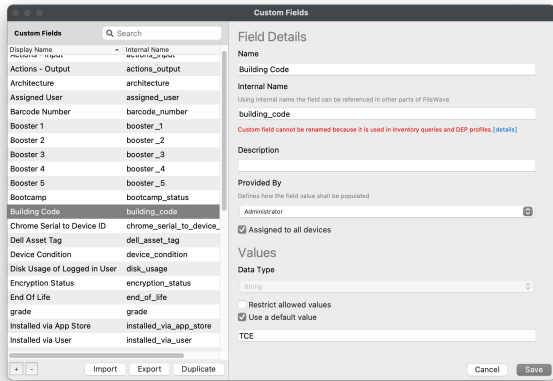 Custom Fields
Custom Fields
Search
Display Name
Internal Name
Actions - Input actions_input
Actions - Output actions_output
Architecture architecture
Assigned User assigned_user
Barcode Number barcode_number
Booster 1 booster_1
Booster 2 booster_2
Booster 3 booster_3
Booster 4 booster_4
Booster 5 booster_5
Bootcamp bootcamp_status
Building Code building_code
Chrome Serial to Device ID chrome_serial_to_device_
Dell Asset Tag dell_asset_tag
Device Condition device_condition
Disk Usage of Logged in User disk_usage
Encryption Status encryption_status
End Of Life end_of_life
grade grade
Installed via App Store installed_via_app_store
Installed via User installed_via_user
+ -
Import
Export
Duplicate
Field Details
Name
Building Code
Internal Name
Using internal name the field can be referenced in other parts of FileWave
building_code
Custom field cannot be renamed because it is used in inventory queries and DEP profiles.[details]
Description
Provided By
Defines how the field value shall be populated
Administrator
Assigned to all devices
Values
Data Type
String
Restrict allowed values
Use a default value
TCE
Cancel
Save